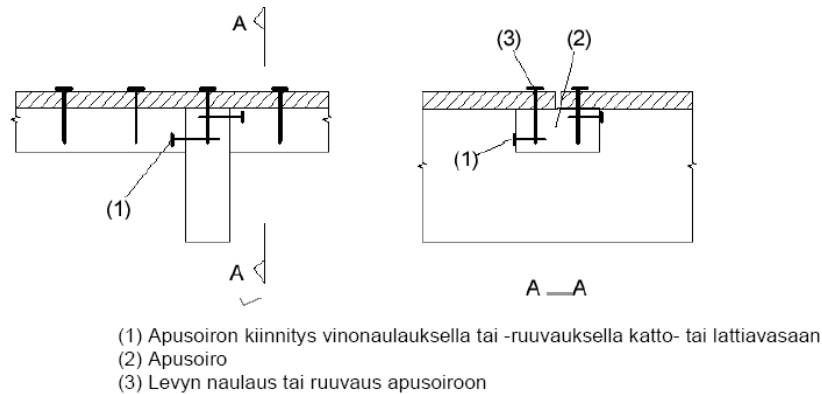 A
(3) (2)
(1)
(1)
A
A A
(1) Apusoiron kiinnitys vinonaulauksella tai -ruuvauksella katto- tai lattiavasaan
(2) Apusoiro
(3) Levyn naulaus tai ruuvaus apusoiroon